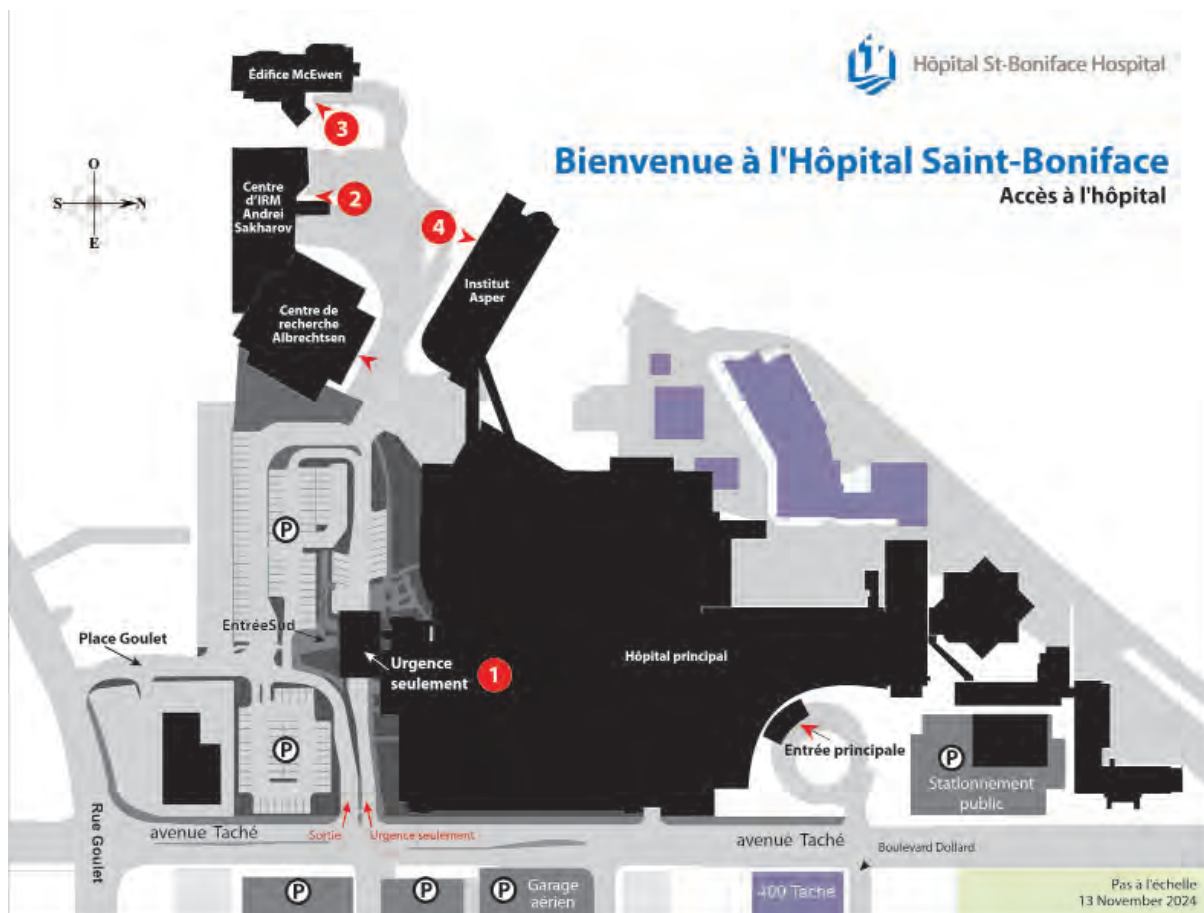 Édifice McEwen
Hôpital St-Boniface Hospital
3
Bienvenue à l'Hôpital Saint-Boniface
Accès à l'hôpital
O
S
N
E
Centre
d'IRM
Andrei
Sakharov
2
4
Institut
Asper
Centre de
recherche
Albrechtsen
P
EntréeSud
Place Goulet
Urgence
seulement
1
Hôpital principal
Entrée principale
P
P
Stationnement
public
Rue Goulet
avenue Taché
Sortie
Urgence seulement
avenue Taché
Boulevard Dollard
P
P
P
Garage
aérien
400 Taché
Pas à l'échelle
13 November 2024